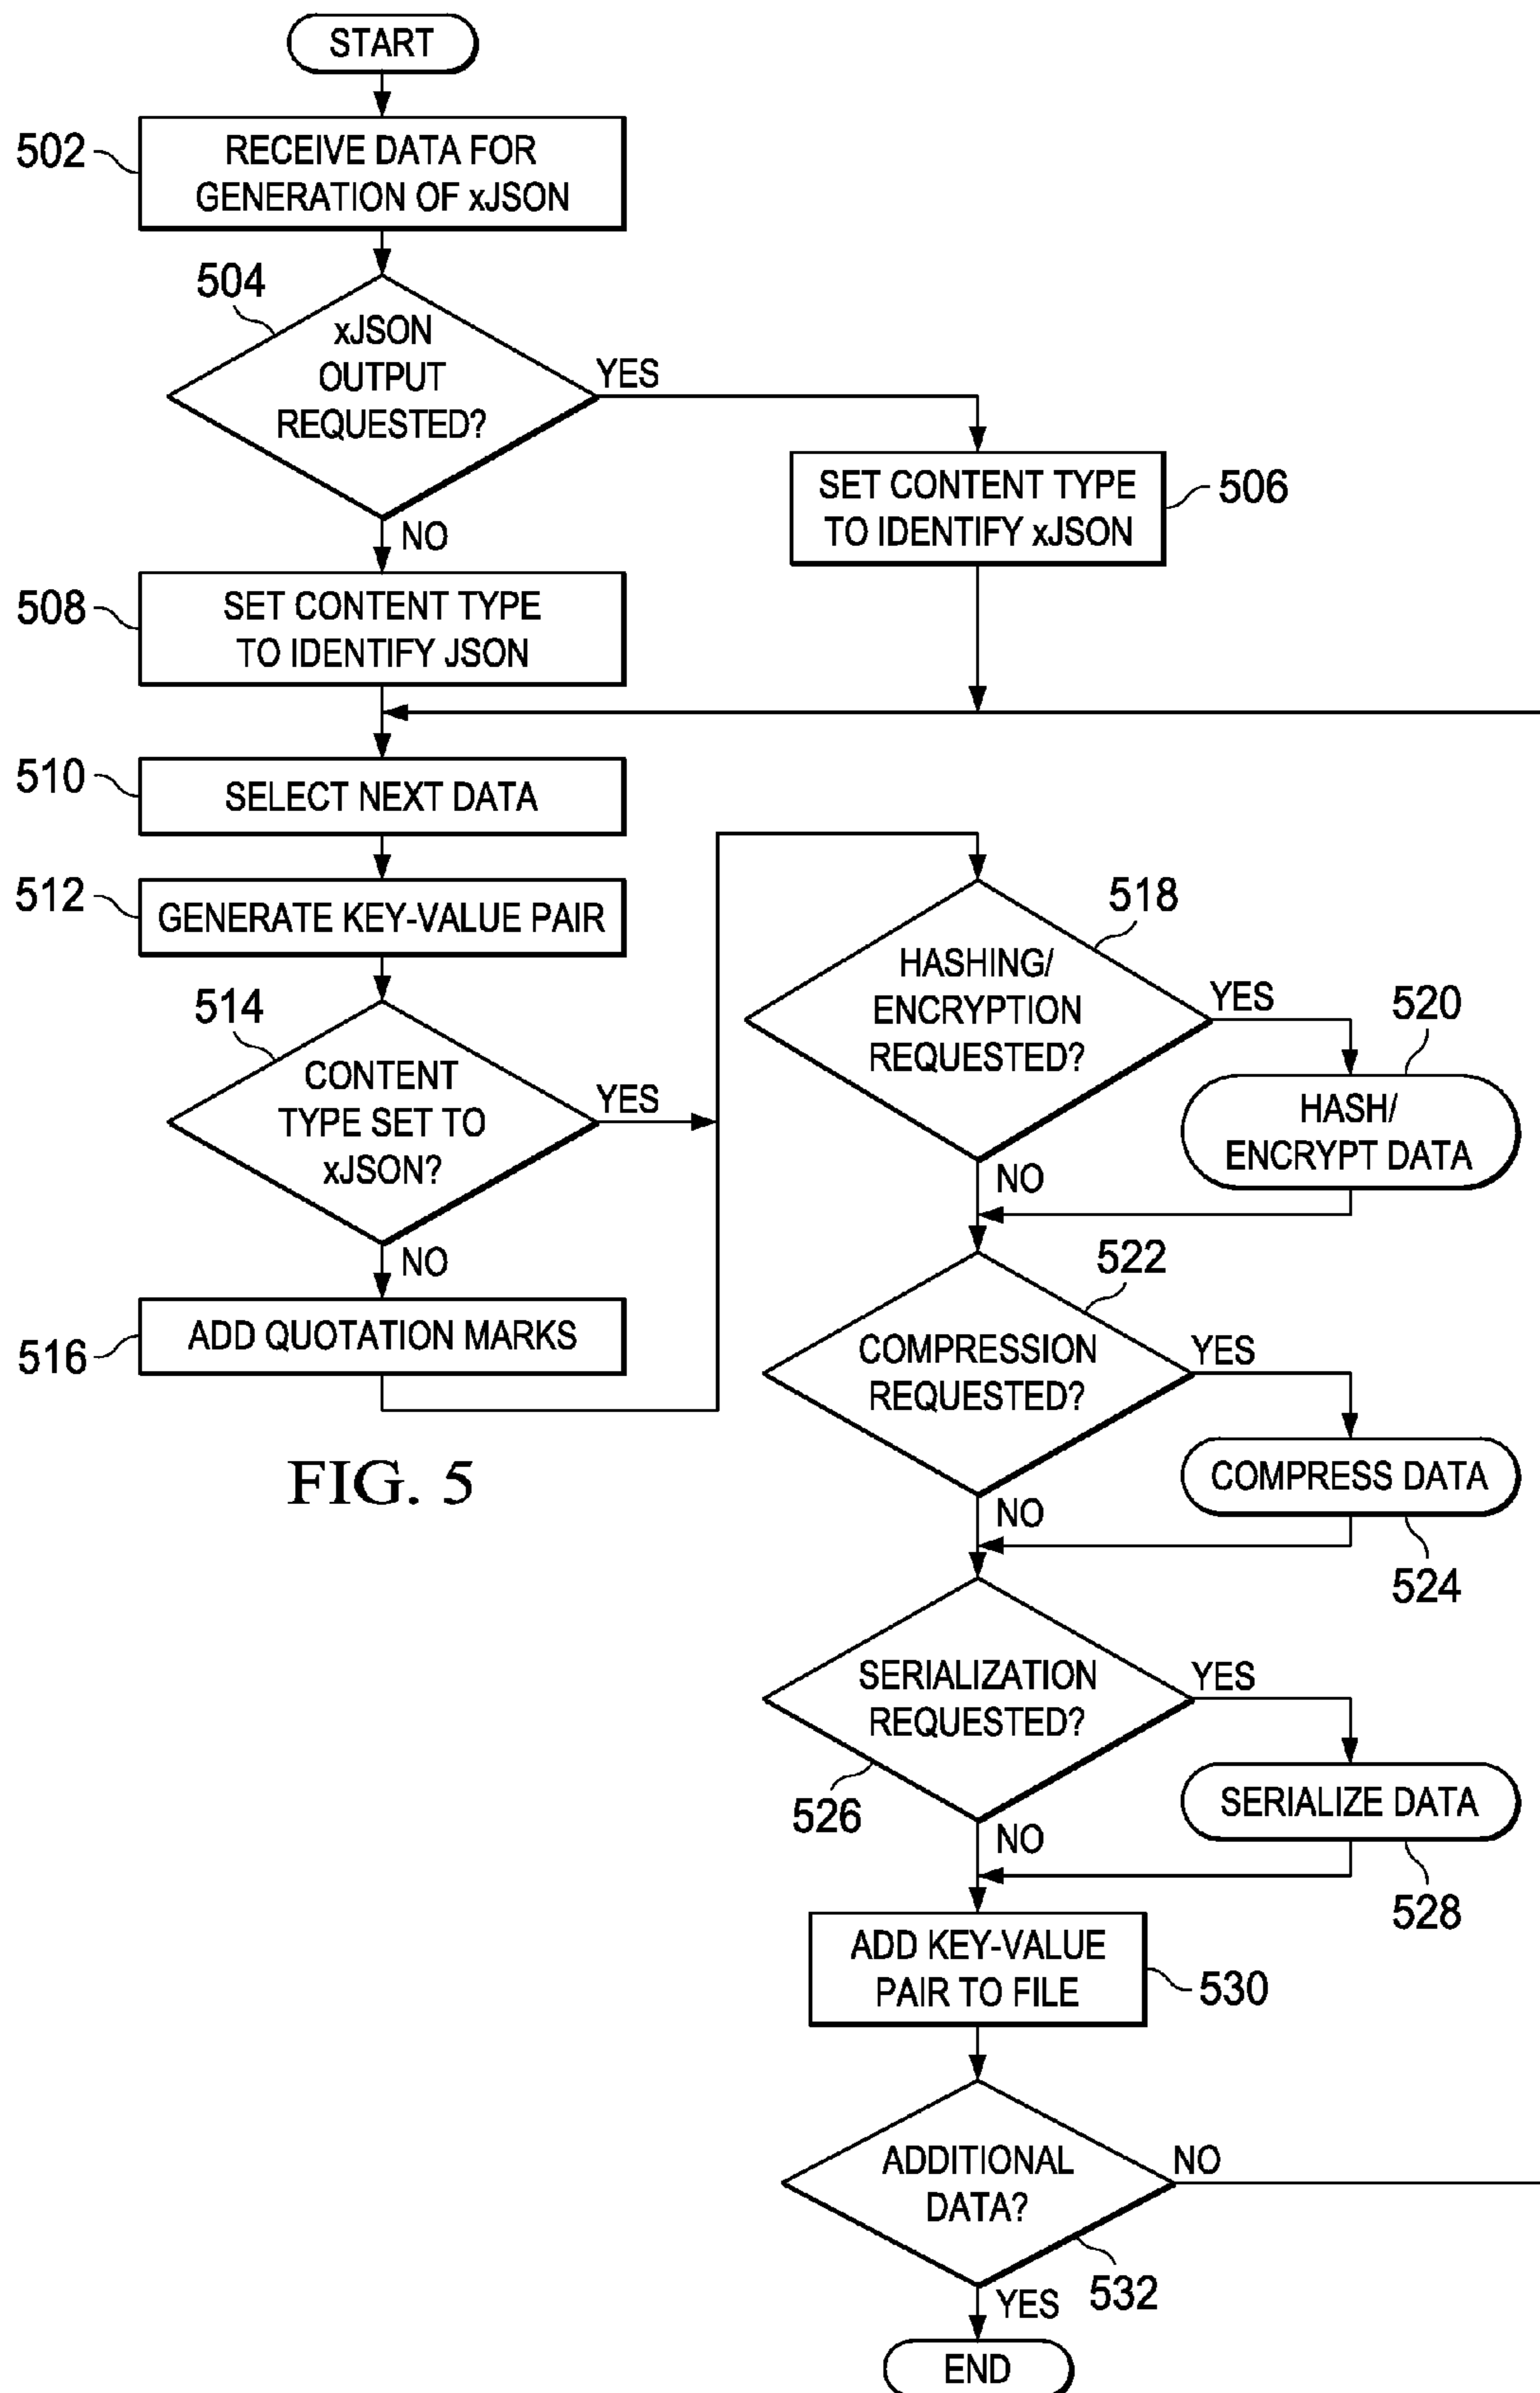 START
502
RECEIVE DATA FOR
GENERATION OF xJSON
504
xJSON
OUTPUT
REQUESTED?
YES
NO
SET CONTENT TYPE
TO IDENTIFY xJSON
506
508
SET CONTENT TYPE
TO IDENTIFY JSON
510
SELECT NEXT DATA
512
GENERATE KEY-VALUE PAIR
514
CONTENT
TYPE SET TO
xJSON?
YES
NO
516
ADD QUOTATION MARKS
518
HASHING/
ENCRYPTION
REQUESTED?
YES
NO
520
HASH/
ENCRYPT DATA
522
COMPRESSION
REQUESTED?
YES
NO
COMPRESS DATA
524
SERIALIZATION
REQUESTED?
YES
526
NO
SERIALIZE DATA
528
ADD KEY-VALUE
PAIR TO FILE
530
ADDITIONAL
DATA?
NO
532
YES
END
FIG. 5